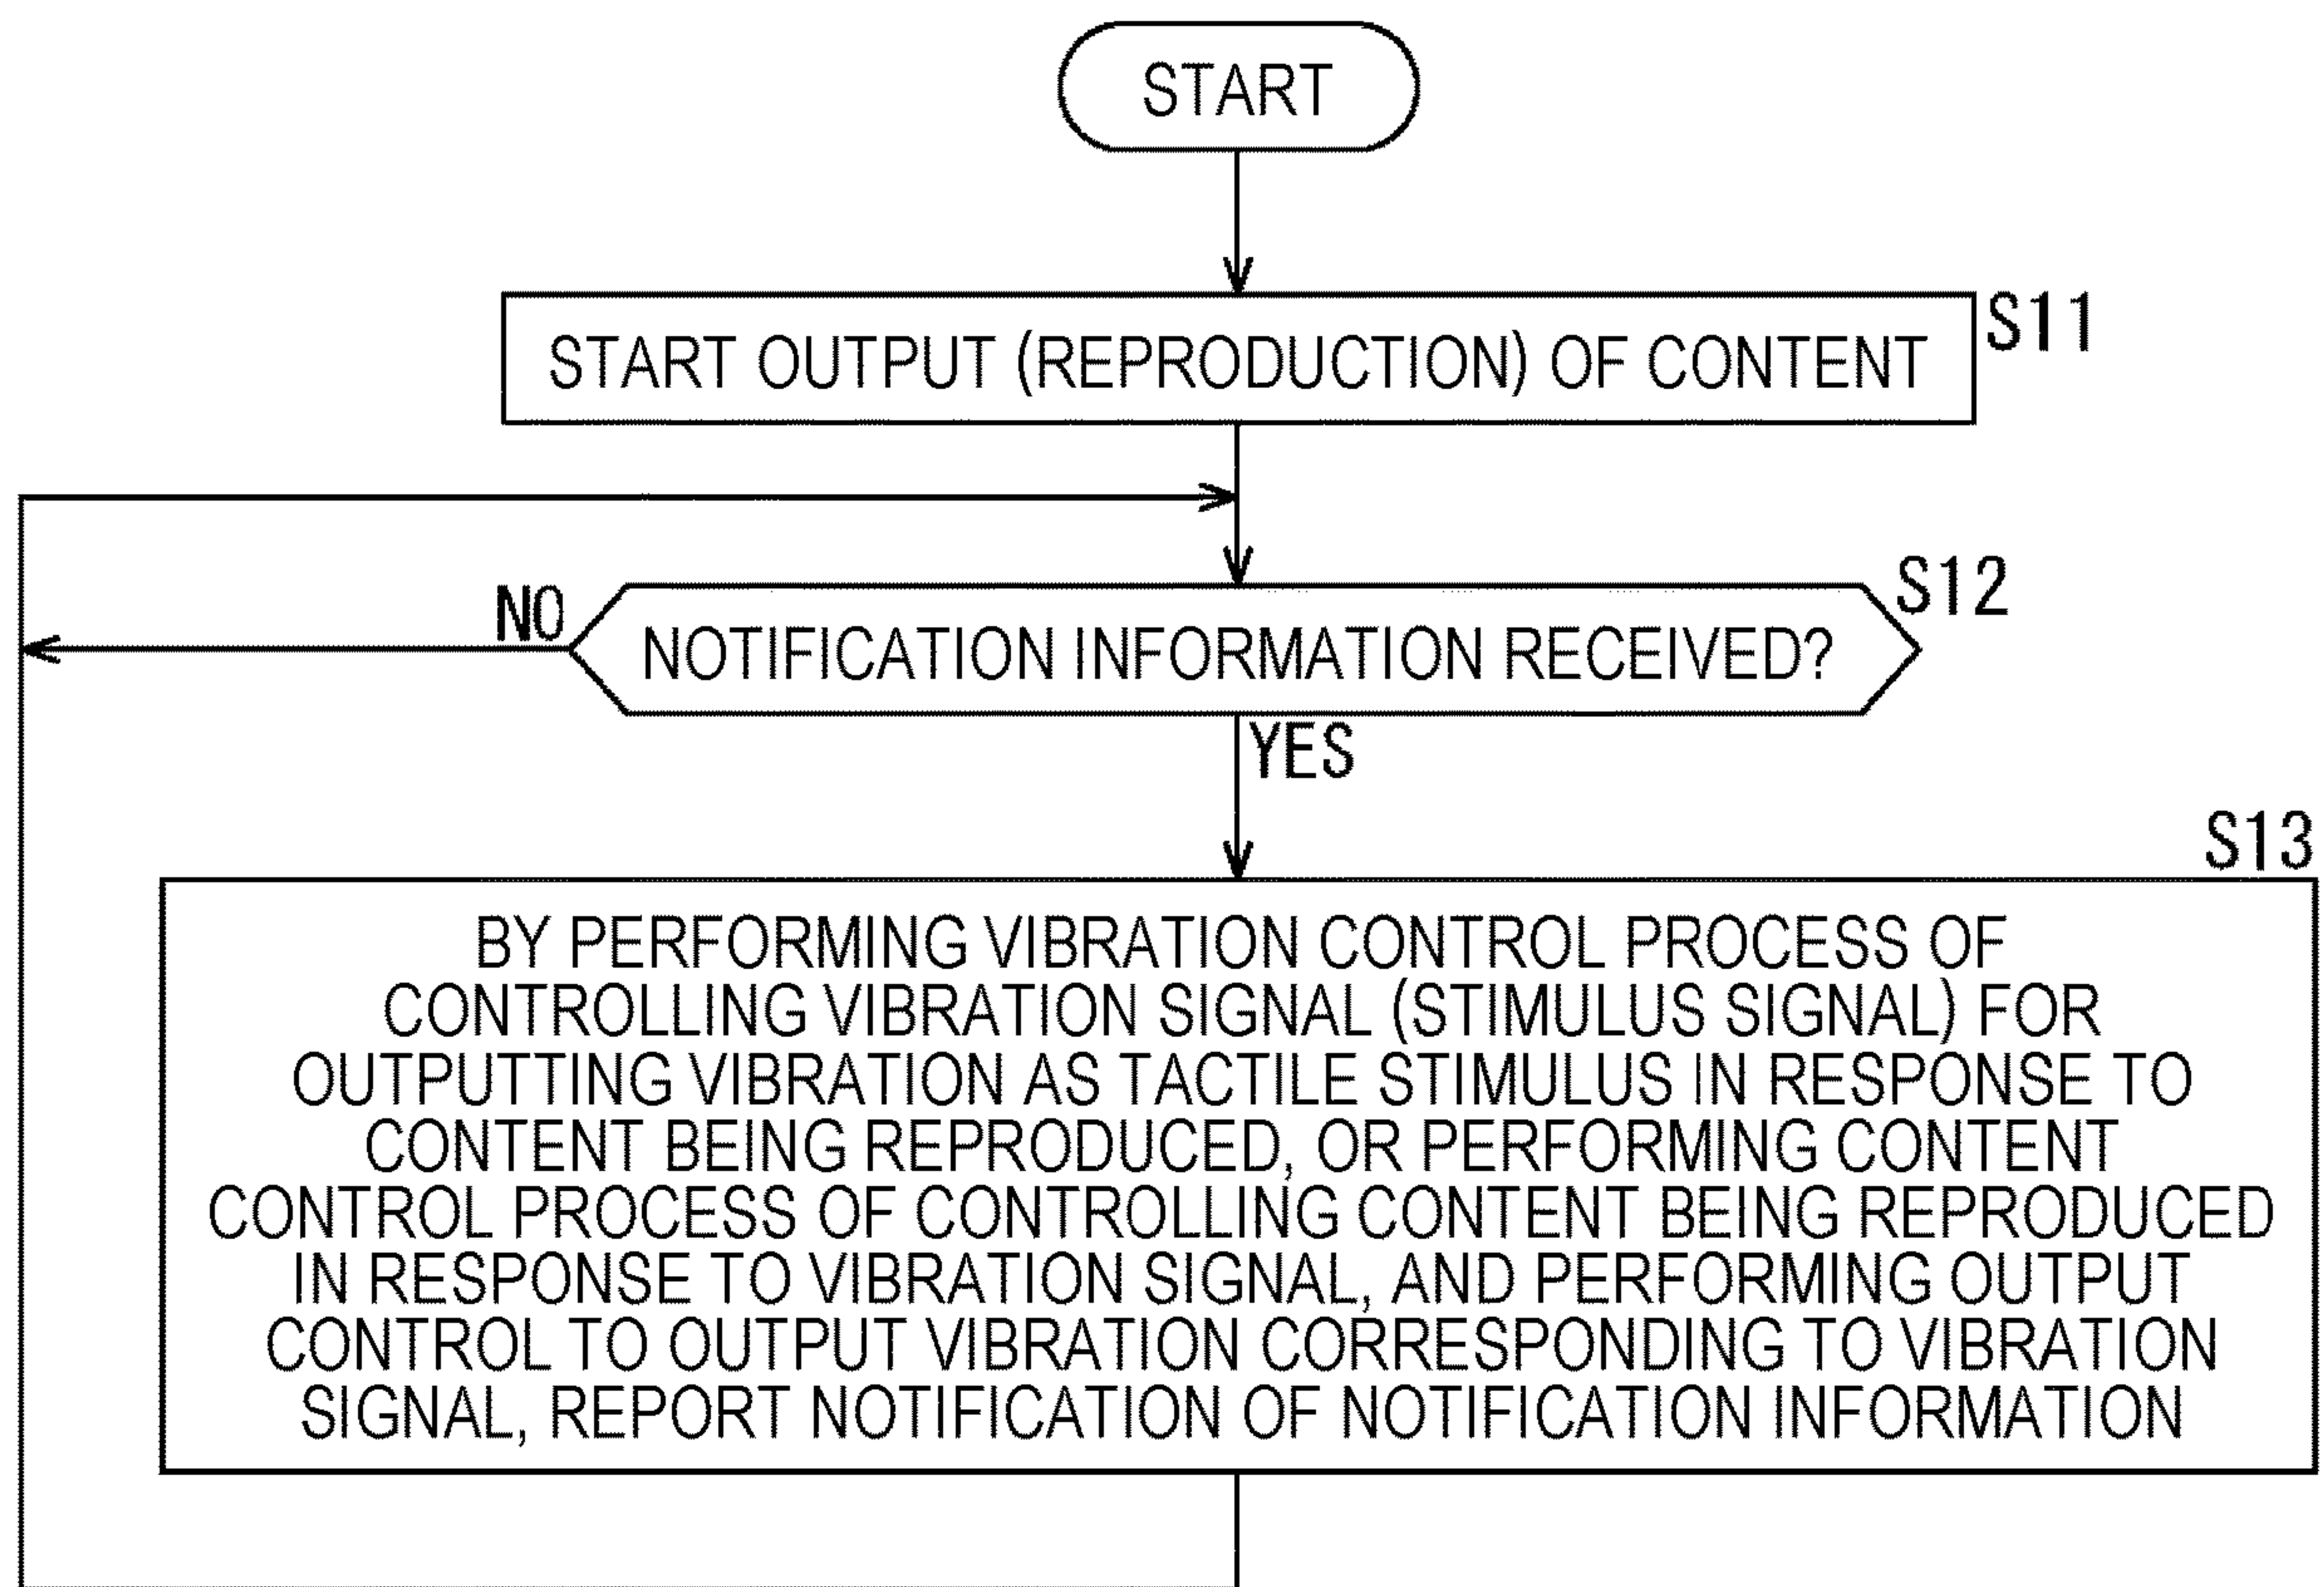 START
START OUTPUT (REPRODUCTION) OF CONTENT
S11
NO
NOTIFICATION INFORMATION RECEIVED?
S12
YES
S13
BY PERFORMING VIBRATION CONTROL PROCESS OF
CONTROLLING VIBRATION SIGNAL (STIMULUS SIGNAL) FOR
OUTPUTTING VIBRATION AS TACTILE STIMULUS IN RESPONSE TO
CONTENT BEING REPRODUCED, OR PERFORMING CONTENT
CONTROL PROCESS OF CONTROLLING CONTENT BEING REPRODUCED
IN RESPONSE TO VIBRATION SIGNAL, AND PERFORMING OUTPUT
CONTROL TO OUTPUT VIBRATION CORRESPONDING TO VIBRATION
SIGNAL, REPORT NOTIFICATION OF NOTIFICATION INFORMATION